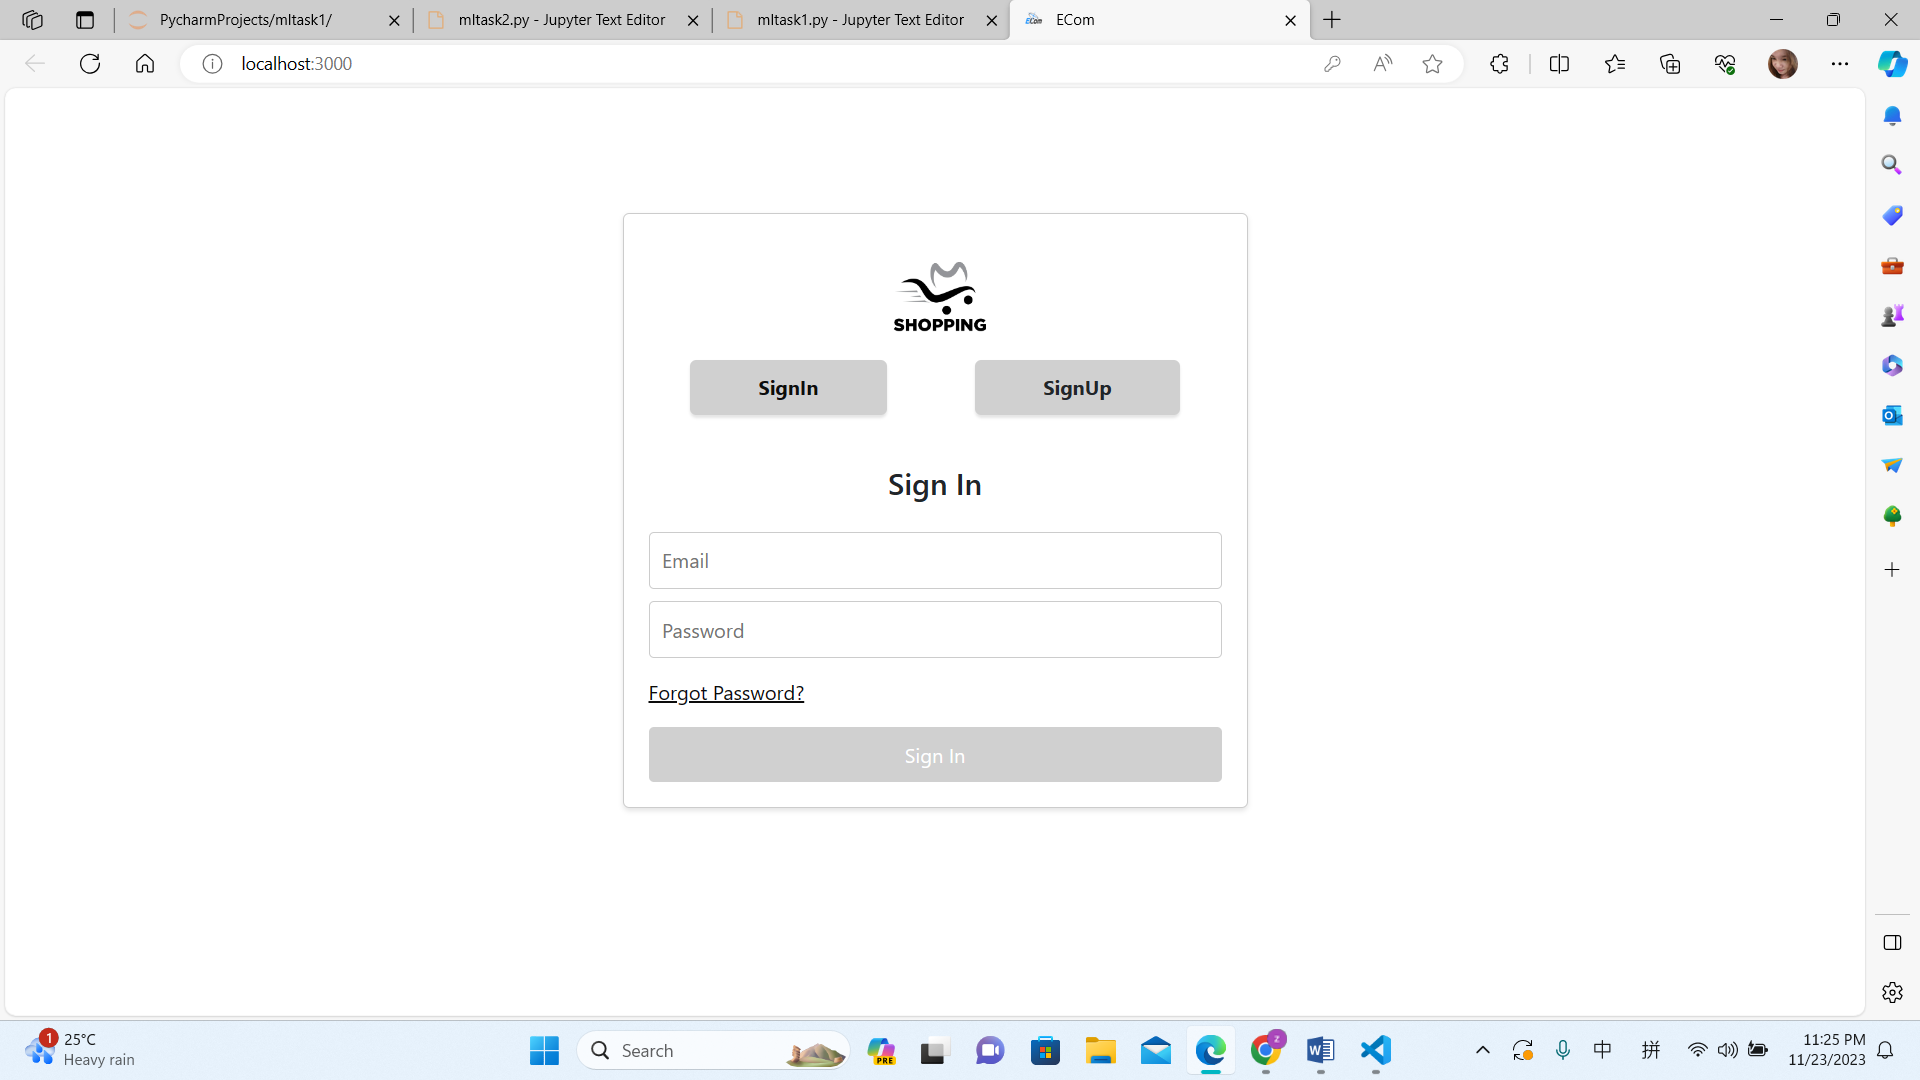 PycharmProjects/mltask1/
mltask2.py - Jupyter Text Editor
mltask1.py - Jupyter Text Editor
ECom
localhost:3000
SHOPPING
SignIn
SignUp
Sign In
Email
Password
Forgot Password?
Sign In
1
25°C
Heavy rain
Search
PRE
z
中
拼
11:25 PM
11/23/2023